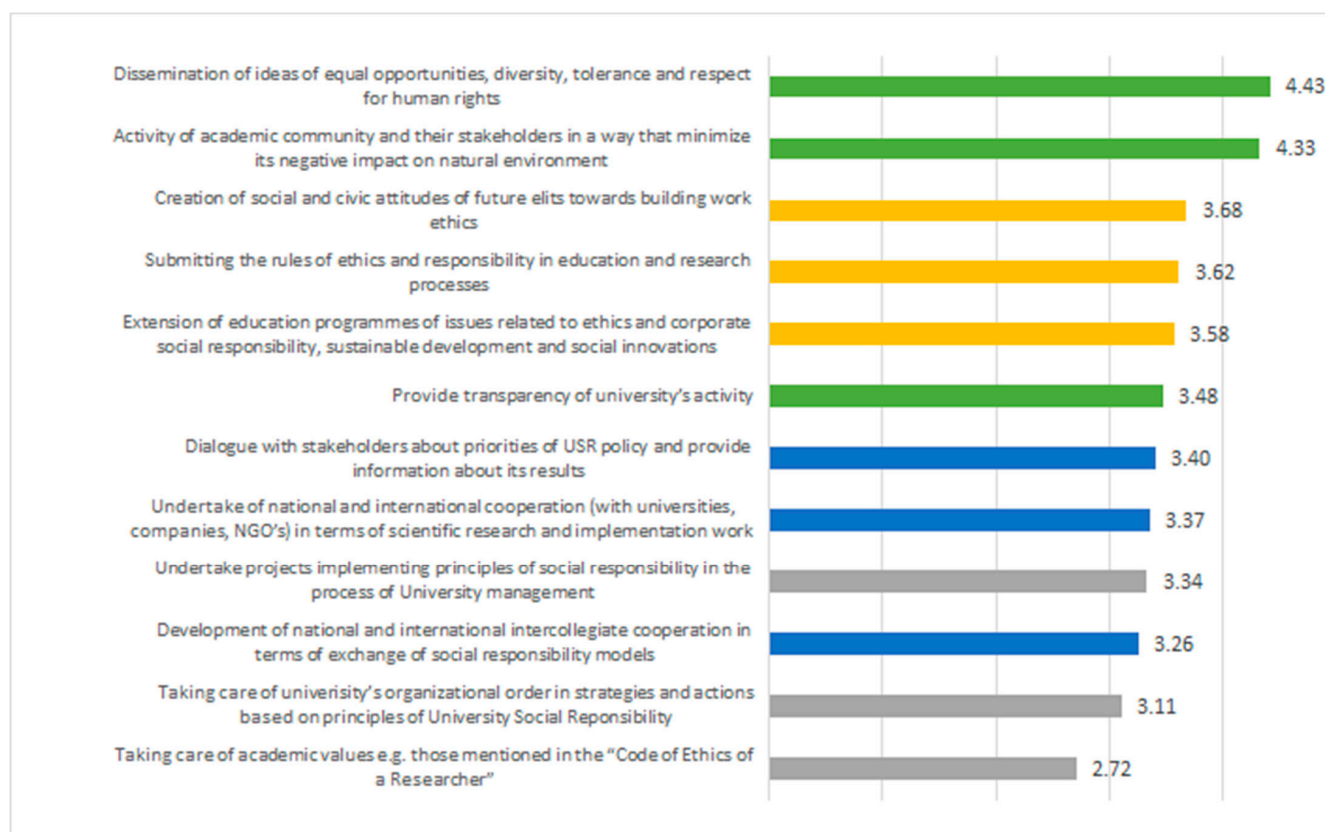 Dissemination of ideas of equal opportunities, diversity, tolerance and respect
for human rights
4.43
Activity of academic community and their stakeholders in a way that minimize
its negative impact on natural environment
4.33
Creation of social and civic attitudes of future elits towards building work
ethics
3.68
Submitting the rules of ethics and responsibility in education and research
processes
3.62
Extension of education programmes of issues related to ethics and corporate
social responsibility, sustainable development and social innovations
3.58
Provide transparency of university's activity
3.48
Dialogue with stakeholders about priorities of USR policy and provide
information about its results
3.40
Undertake of national and international cooperation (with universities,
companies, NGO's) in terms of scientific research and implementation work
3.37
Undertake projects implementing principles of social responsibility in the
process of University management
3.34
Development of national and international intercollegiate cooperation in
terms of exchange of social responsibility models
3.26
Taking care of univerisity's organizational order in strategies and actions
based on principles of University Social Reponsibility
3.11
Taking care of academic values e.g. those mentioned in the “Code of Ethics of
a Researcher”
2.72